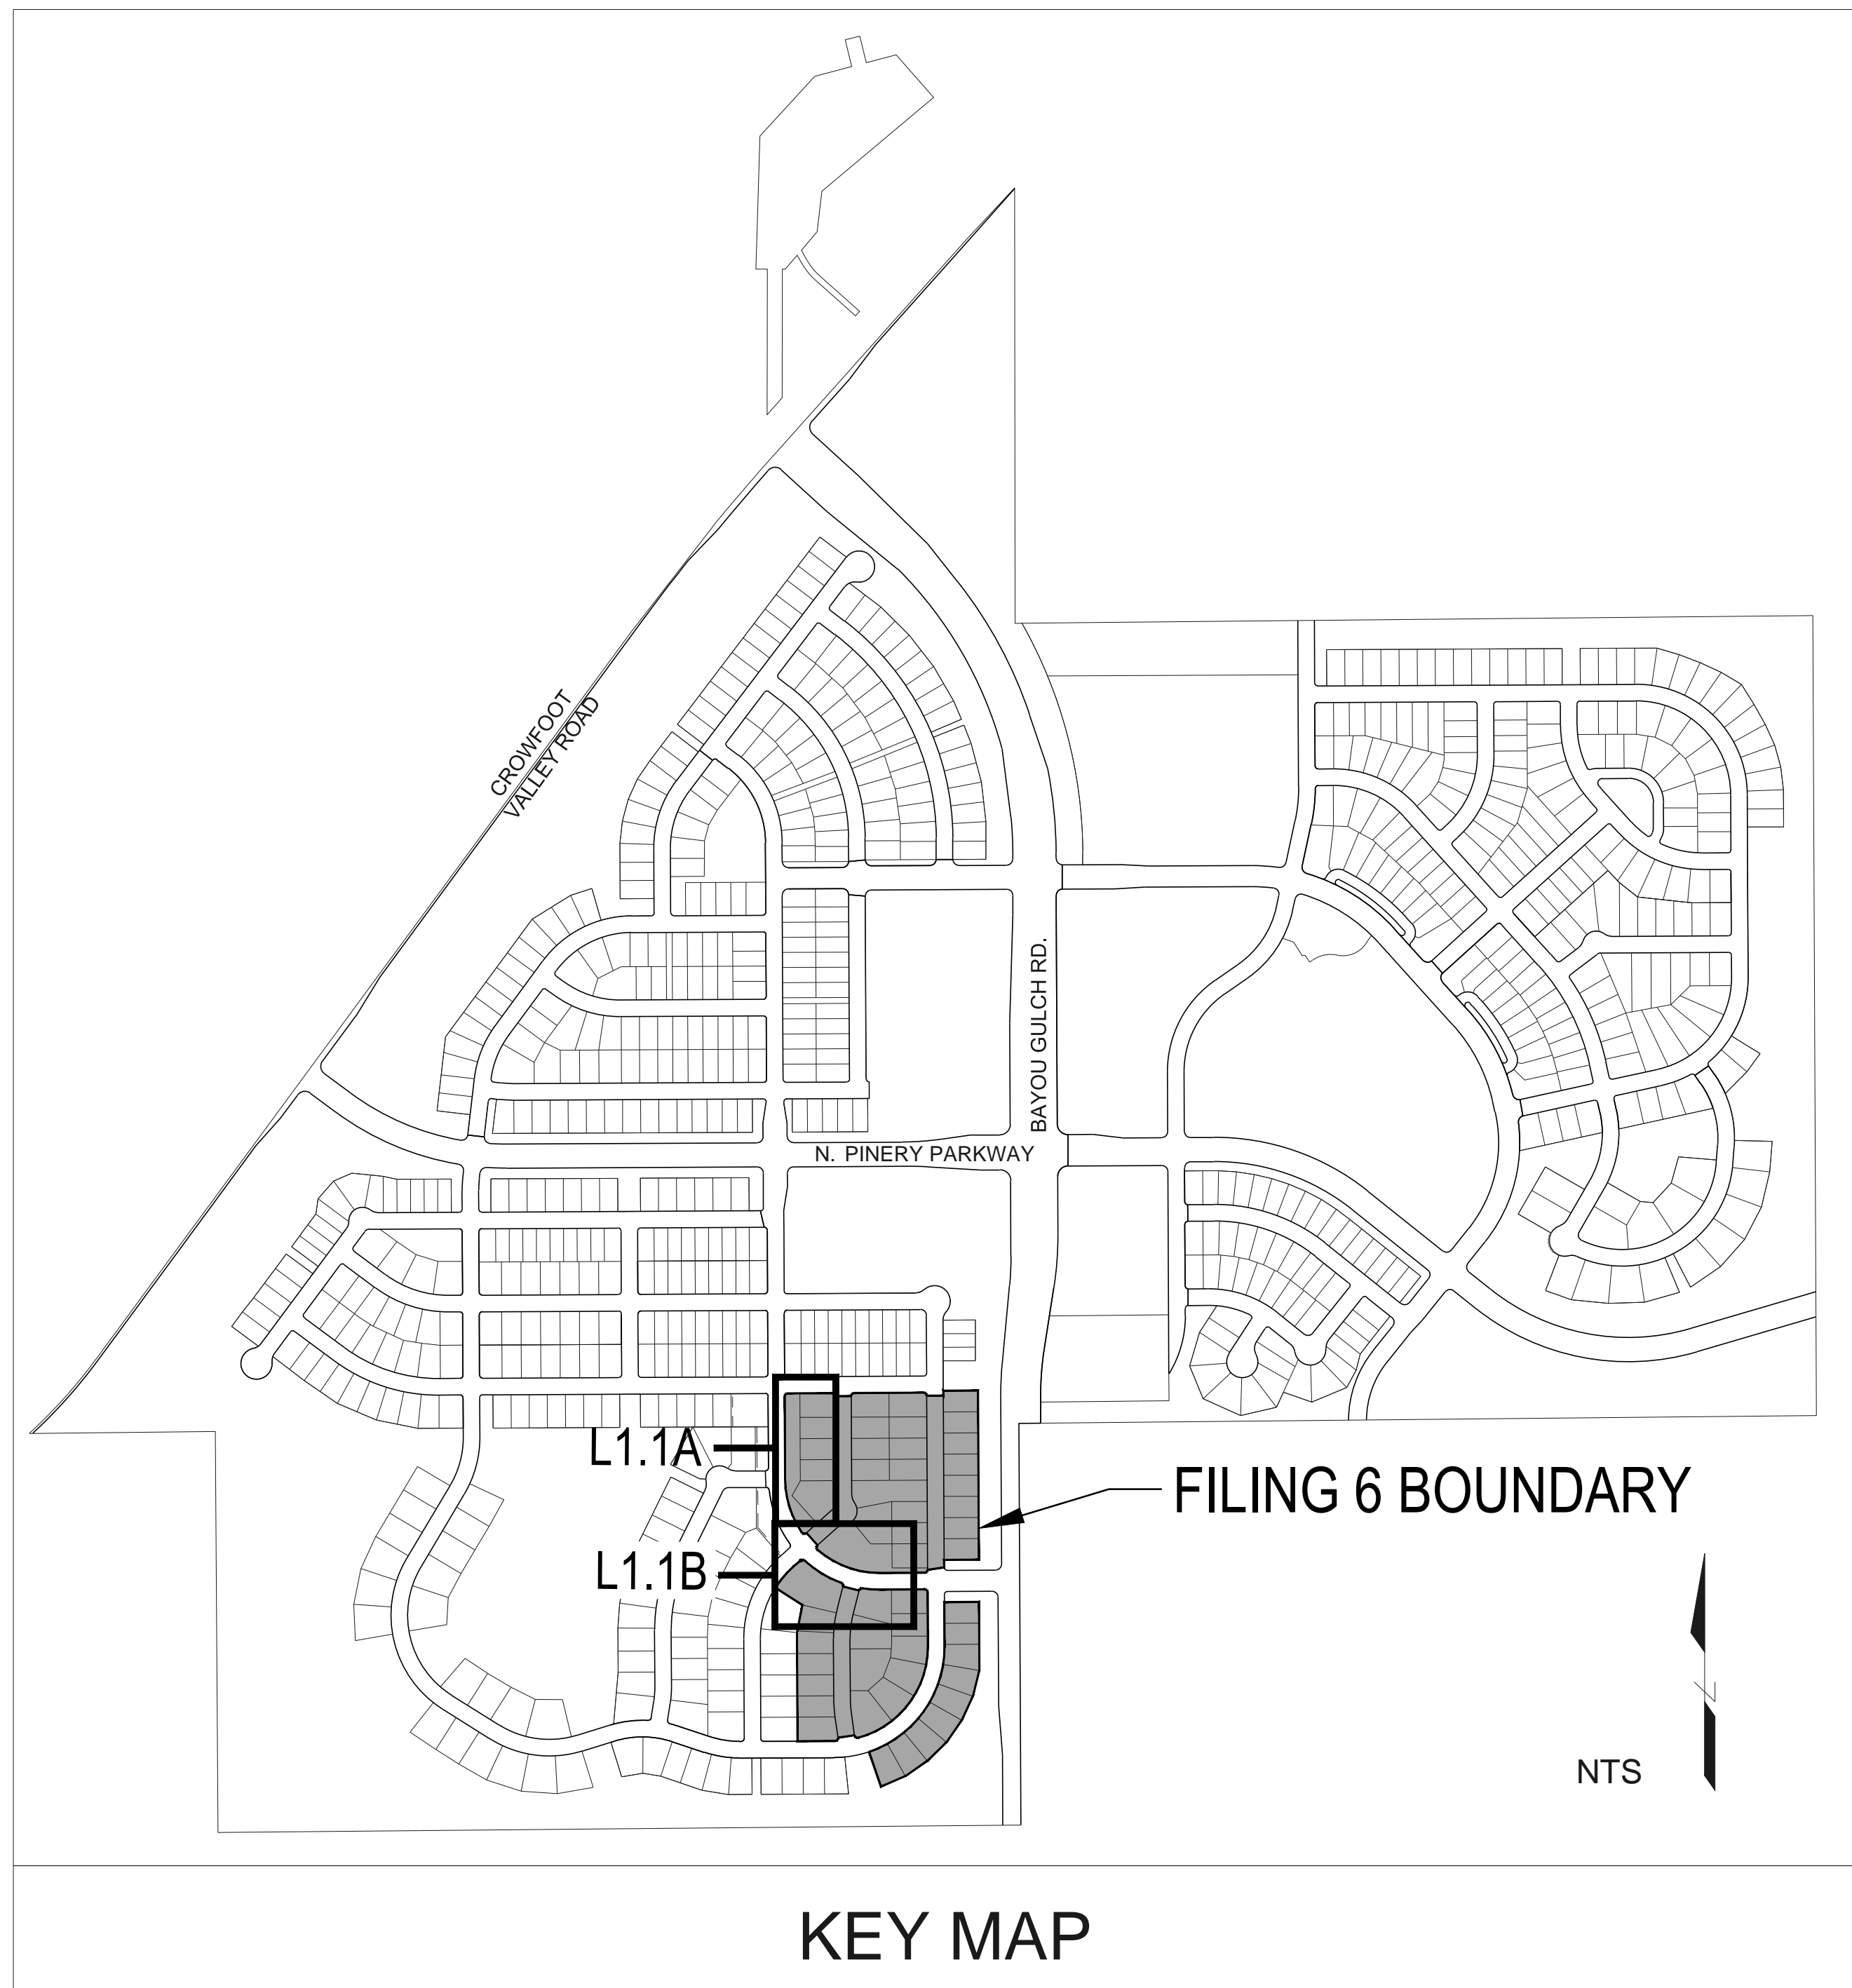 CROWFOOT
VALLEY ROAD
BAYOU GULCH RD.
N. PINERY PARKWAY
L1.1A
FILING 6 BOUNDARY
L1.1B
NTS
KEY MAP